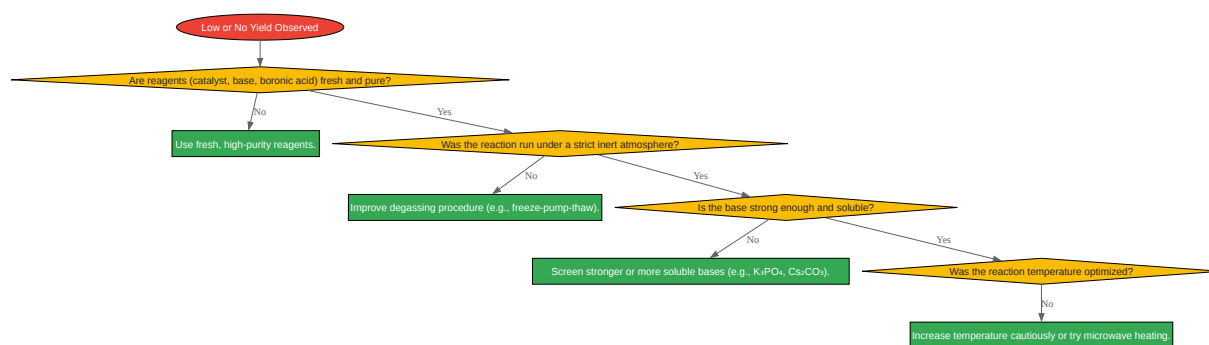 Low or No Yield Observed
Are reagents (catalyst, base, boronic acid) fresh and pure?
No
Yes
Use fresh, high-purity reagents.
Was the reaction run under a strict inert atmosphere?
No
Yes
Improve degassing procedure (e.g., freeze-pump-thaw).
Is the base strong enough and soluble?
No
Yes
Screen stronger or more soluble bases (e.g., K₃PO₄, Cs₂CO₃).
Was the reaction temperature optimized?
No
Increase temperature cautiously or try microwave heating.